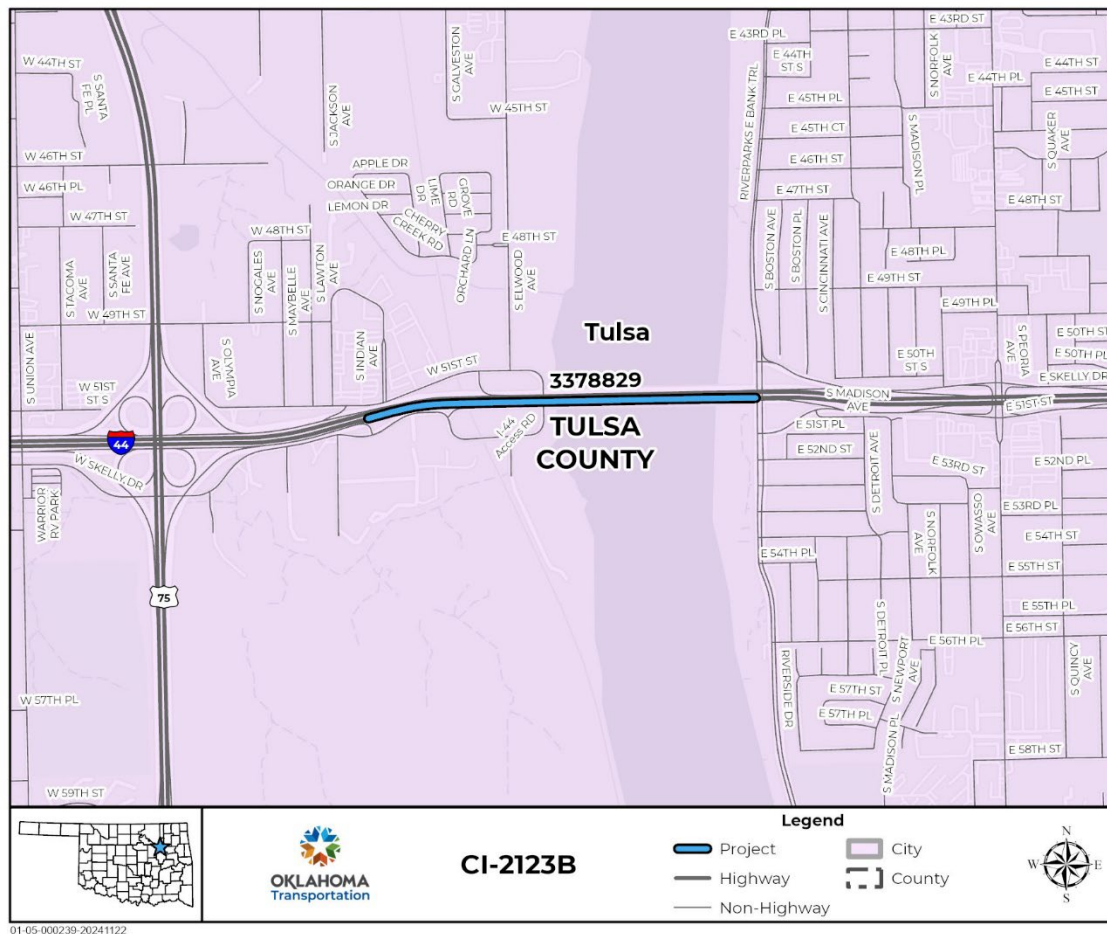 W 44TH ST
S SANTA
FE PL
S JACKSON
AVE
S GALVESTON
AVE
W 45TH ST
E 43RD PL
E 43RD ST
E 44TH
ST S
S NORFOLK
AVE
E 44TH PL
E 44TH ST
E 45TH ST
E 45TH PL
E 45TH CT
E 46TH ST
S MADISON PL
S QUAKER
AVE
RIVERPARKS E BANK TRL
W 46TH ST
W 46TH PL
W 47TH ST
APPLE DR
ORANGE DR
LEMON DR
LIME
DR
GROVE
RD
CHERRY
CREEK RD
ORCHARD LN
E 48TH ST
S ELWOOD
AVE
E 47TH ST
E 48TH ST
S BOSTON AVE
S BOSTON PL
S CINCINNATI AVE
E 48TH PL
E 49TH ST
E 49TH PL
S TACOMA
AVE
S SANTA
FE AVE
W 48TH ST
S NOGALES
AVE
S MAYBELLE
AVE
S LAWTON
AVE
W 49TH ST
S UNION AVE
S OLYMPIA
AVE
S INDIAN
AVE
W 51ST ST
W 51ST
ST S
Tulsa
3378829
TULSA
COUNTY
I-44
Access RD
E 50TH
ST S
S PEORIA
AVE
E 50TH ST
E 50TH PL
E SKELLY DR
S MADISON
AVE
E 51ST ST
44
W SKELLY DR
WARRIOR
RV PARK
E 51ST PL
E 52ND ST
S DETROIT AVE
E 53RD ST
E 52ND PL
S OWASSO
AVE
E 53RD PL
S NORFOLK
AVE
E 54TH ST
E 54TH PL
E 55TH ST
75
E 55TH PL
E 56TH ST
S DETROIT PL
E 56TH PL
S NEWPORT
AVE
S QUINCY
AVE
RIVERSIDE DR
E 57TH ST
E 57TH PL
S MADISON PL
E 58TH ST
W 57TH PL
W 59TH ST
OKLAHOMA
Transportation
CI-2123B
Legend
Project
Highway
Non-Highway
City
County
N
W
E
S
01-05-000239-20241122